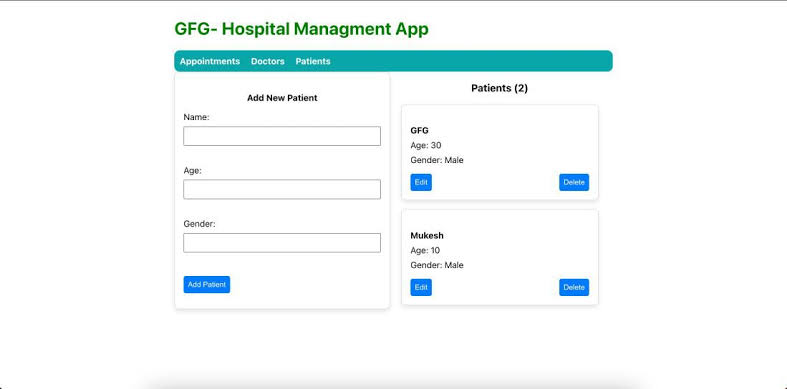 GFG- Hospital Managment App
Appointments Doctors Patients
Add New Patient
Name:
Age:
Gender:
Add Patient
Patients (2)
GFG
Age: 30
Gender: Male
Edit Delete
Mukesh
Age: 10
Gender: Male
Edit Delete